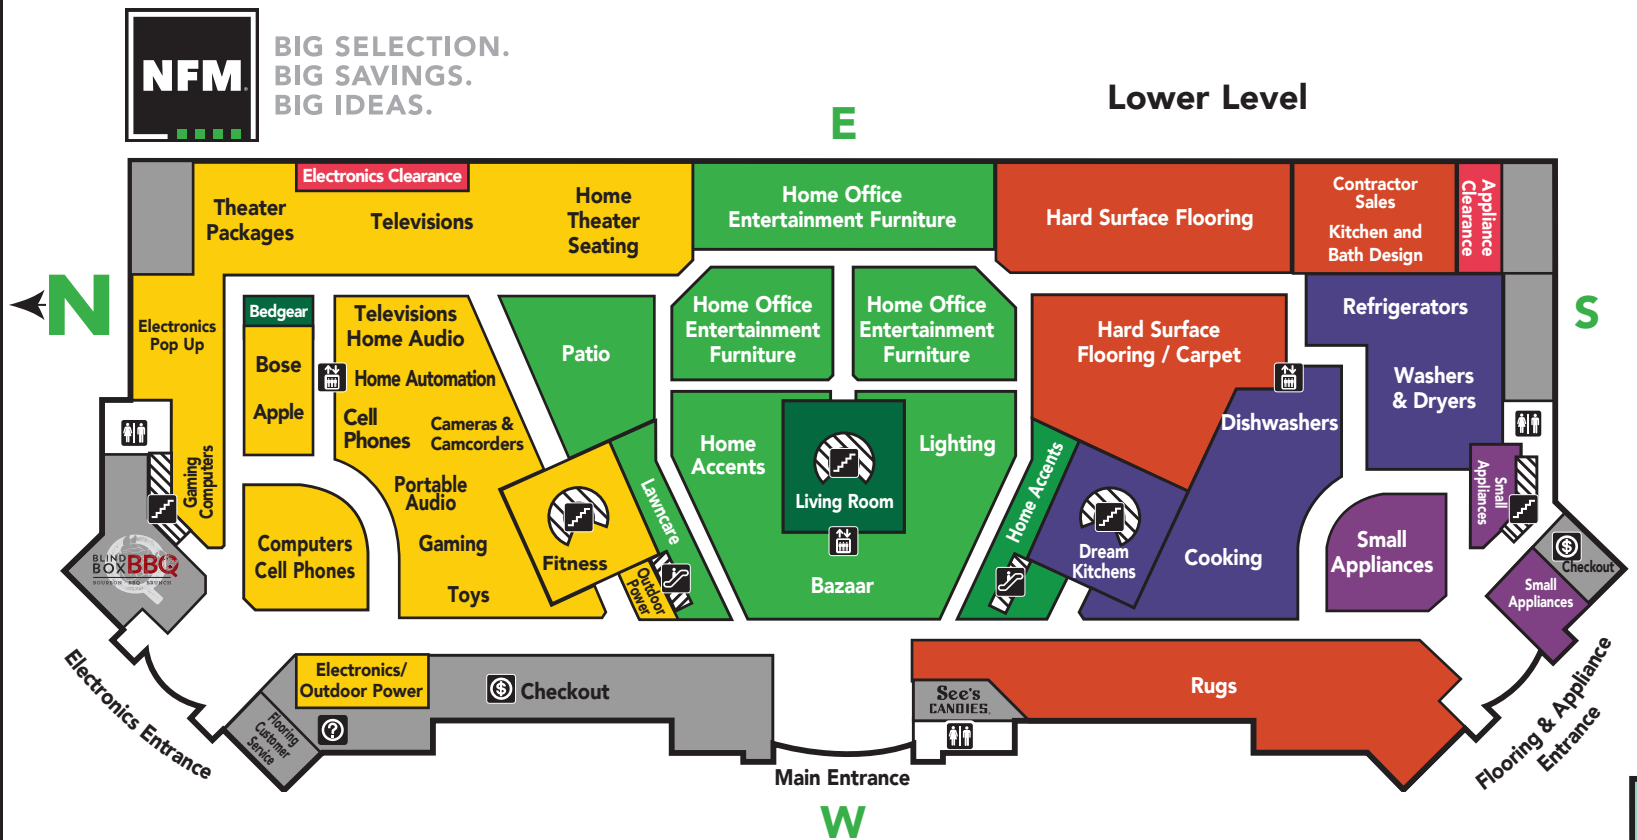 NFM.
BIG SELECTION.
BIG SAVINGS.
BIG IDEAS.
Lower Level
E
Electronics Clearance
Theater
Packages
Televisions
Home
Theater
Seating
Home Office
Entertainment Furniture
Hard Surface Flooring
Contractor
Sales
Kitchen and
Bath Design
Appliance
Clearance
N
S
Electronics
Pop Up
Bedgear
Bose
Apple
Televisions
Home Audio
Home Automation
Cell
Phones
Cameras &
Camcorders
Portable
Audio
Gaming
Toys
Patio
Home Office
Entertainment
Furniture
Home Office
Entertainment
Furniture
Hard Surface
Flooring / Carpet
Refrigerators
Washers
& Dryers
Dishwashers
Gaming
Computers
Computers
Cell Phones
Fitness
Lawncare
Outdoor
Power
Home
Accents
Living Room
Lighting
Bazaar
Home Accents
Dream
Kitchens
Cooking
Small
Appliances
Small
Appliances
$
Checkout
Small
Appliances
BLIND
BOX BBQ
BOURBON BBQ BRUNCH
Electronics Entrance
Electronics/
Outdoor Power
Flooring
Customer
Service
?
$ Checkout
See's
CANDIES.
Rugs
Flooring & Appliance
Entrance
Main Entrance
W